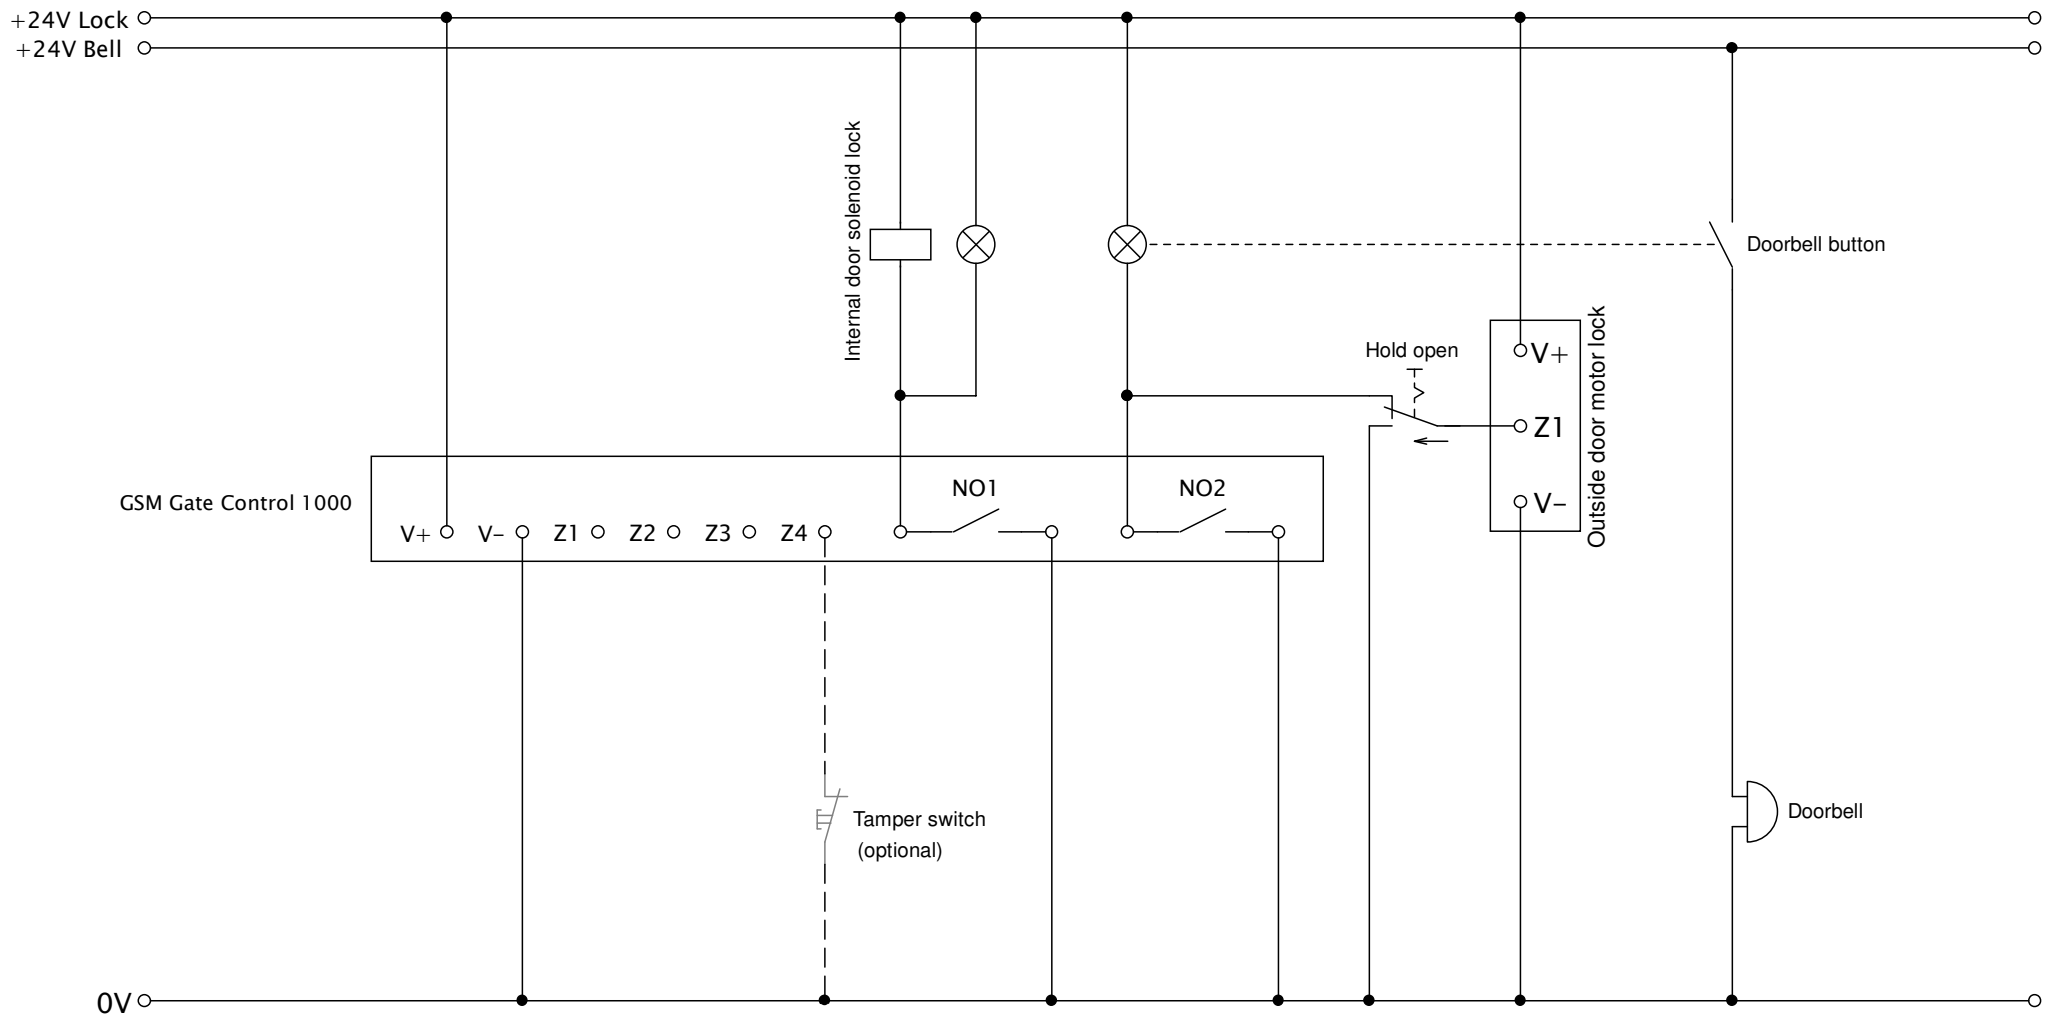 +24V Lock
+24V Bell
Internal door solenoid lock
Doorbell button
Hold open
Outside door motor lock
V+
Z1
V-
GSM Gate Control 1000
NO1
NO2
V+
V-
Z1
Z2
Z3
Z4
Tamper switch
(optional)
Doorbell
0V